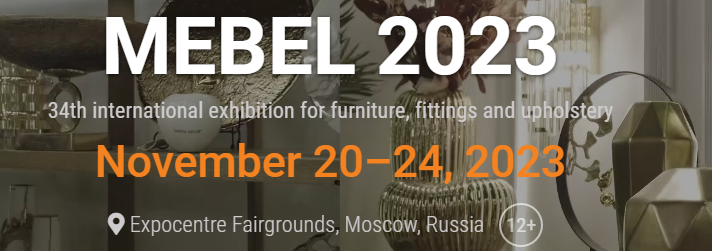 MEBEL 2023
34th international exhibition for furniture, fittings and upholstery
November 20–24, 2023
Expocentre Fairgrounds, Moscow, Russia 12+